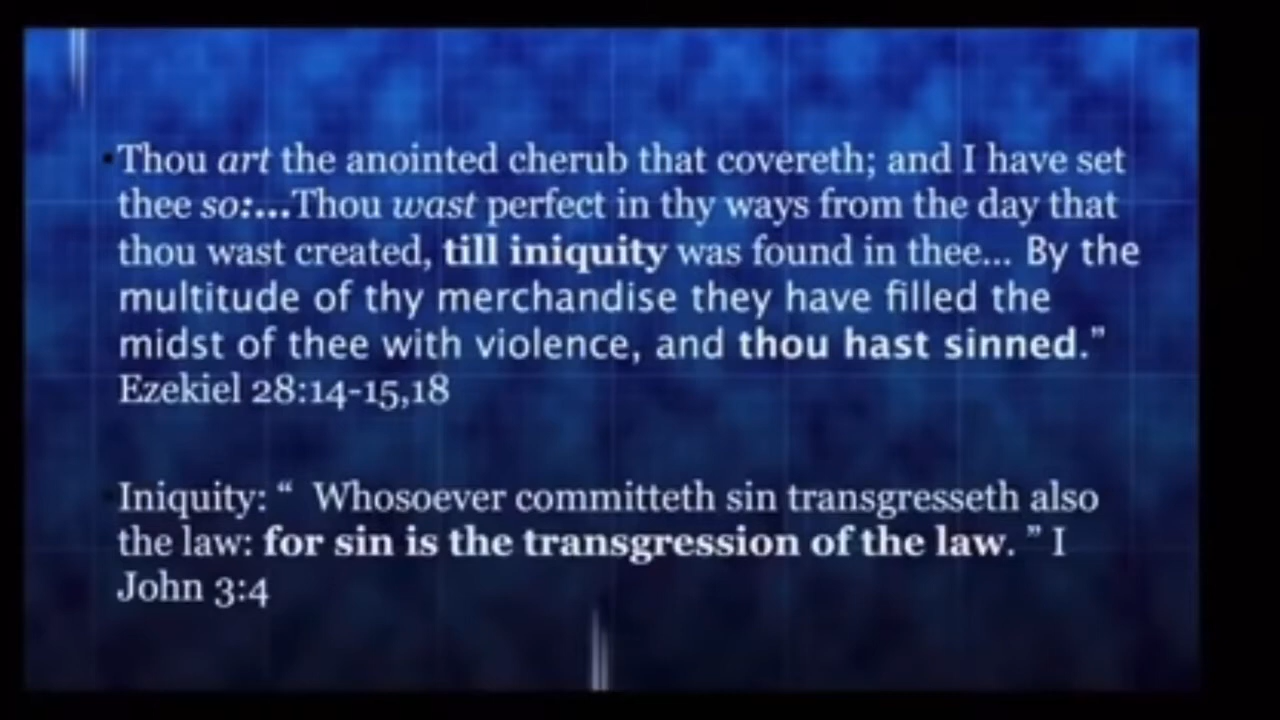 •Thou art the anointed cherub that covereth; and I have set
thee so:...Thou wast perfect in thy ways from the day that
thou wast created, till iniquity was found in thee... By the
multitude of thy merchandise they have filled the
midst of thee with violence, and thou hast sinned.”
Ezekiel 28:14-15,18
Iniquity: “ Whosoever committeth sin transgresseth also
the law: for sin is the transgression of the law. ” I
John 3:4